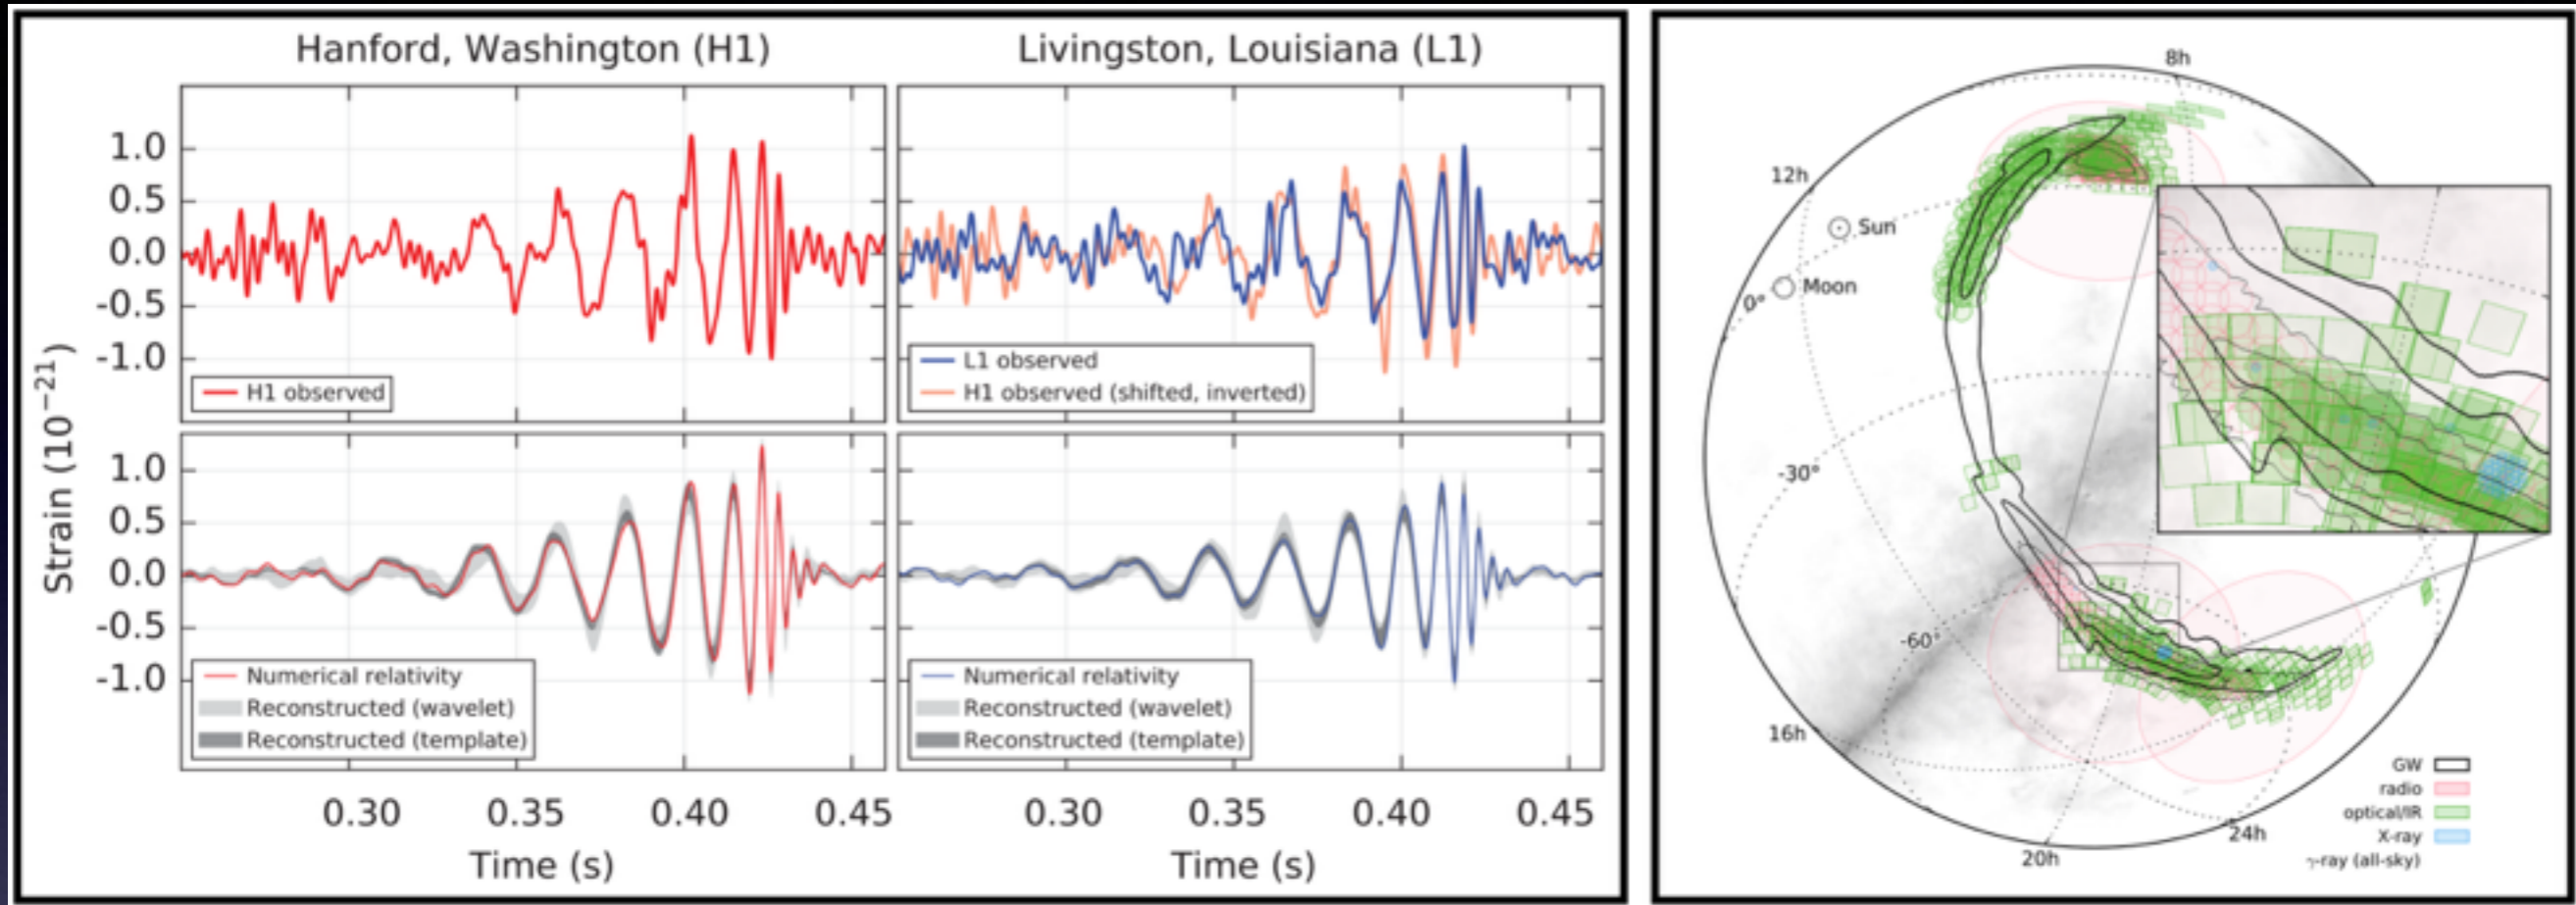 Hanford, Washington (H1)
Livingston, Louisiana (L1)
Strain (10⁻²¹)
1.0
0.5
0.0
-0.5
-1.0
H1 observed
L1 observed
H1 observed (shifted, inverted)
1.0
0.5
0.0
-0.5
-1.0
Numerical relativity
Reconstructed (wavelet)
Reconstructed (template)
Numerical relativity
Reconstructed (wavelet)
Reconstructed (template)
0.30 0.35 0.40 0.45
0.30 0.35 0.40 0.45
Time (s)
Time (s)
8h
12h
Sun
Moon
0°
-30°
-60°
16h
20h
24h
GW
radio
optical/IR
X-ray
γ-ray (all-sky)